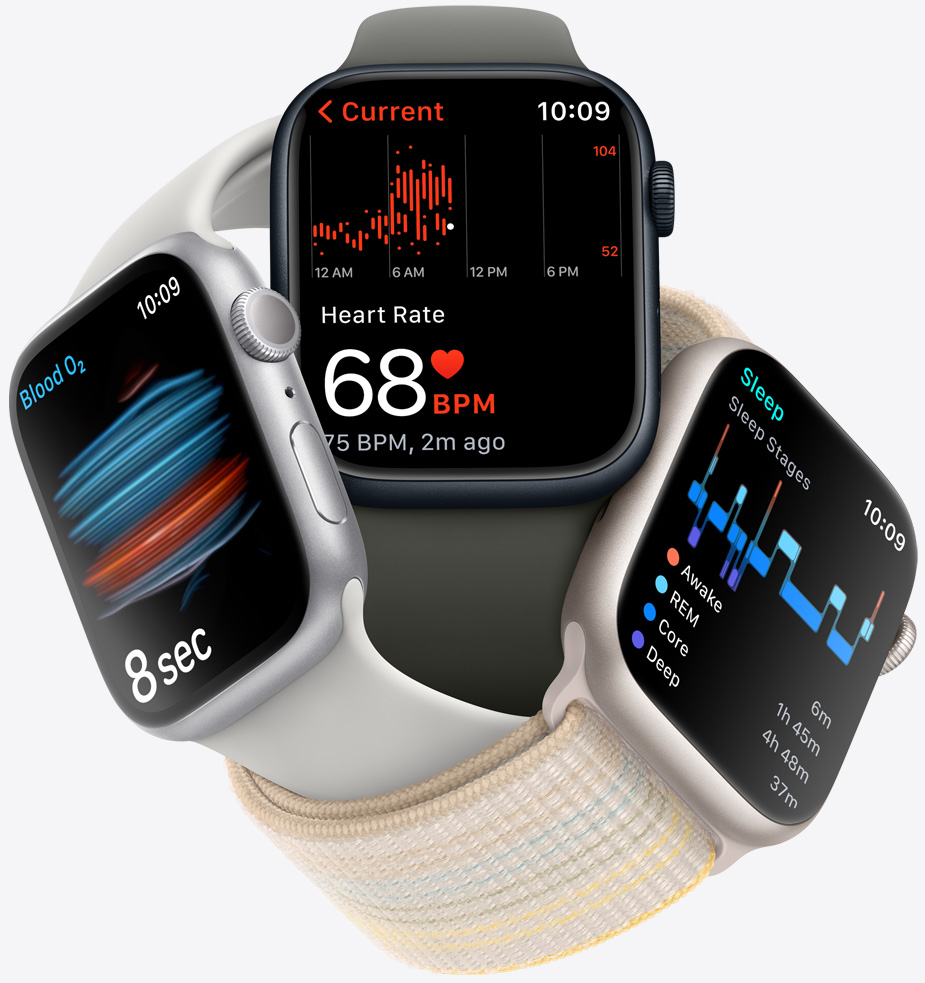 Current
10:09
104
52
12 AM
6 AM
12 PM
6 PM
Heart Rate
68
BPM
75 BPM, 2m ago
10:09
Blood O₂
8 sec
Sleep
Sleep Stages
10:09
Awake
REM
Core
Deep
6m
1h 45m
4h 48m
37m